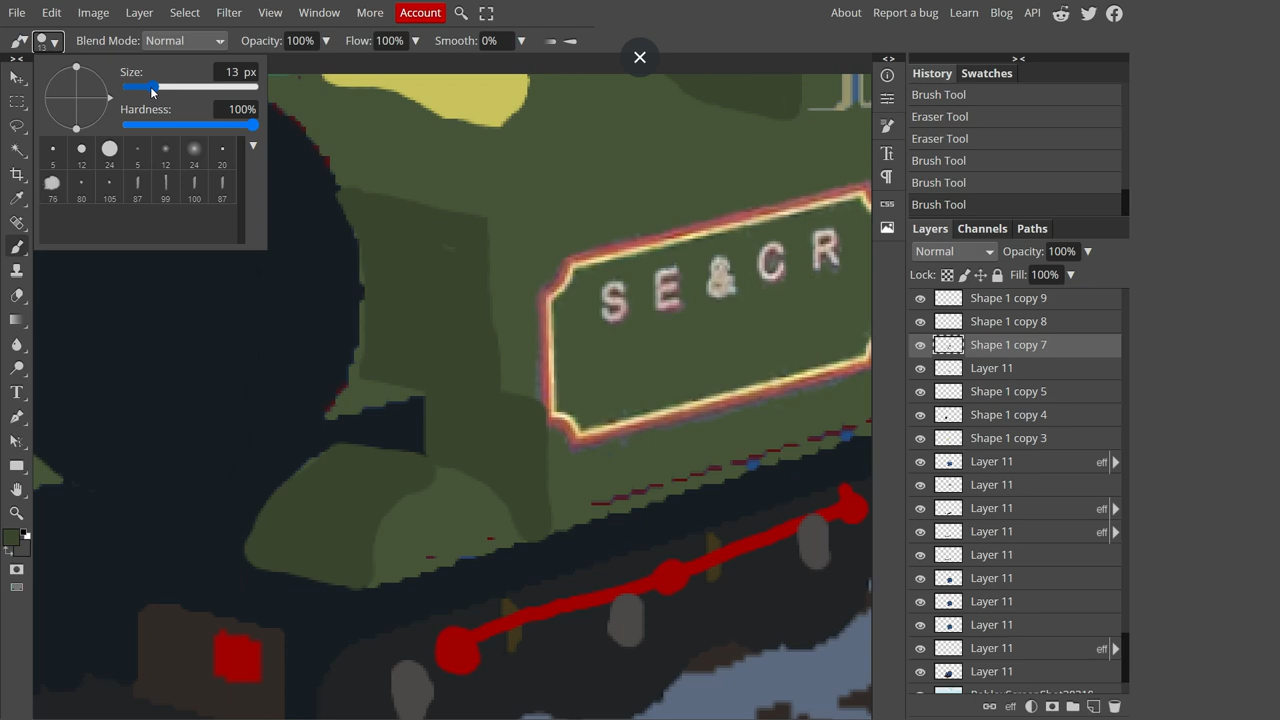 File Edit Image Layer Select Filter View Window More Account About Report a bug Learn Blog API
13 Blend Mode: Normal Opacity: 100% Flow: 100% Smooth: 0%
> < < > > <
Size: 13 px
Hardness: 100%
5 12 24 5 12 24 20
76 80 105 87 99 100 87
SE&CR
History Swatches
Brush Tool
Eraser Tool
Eraser Tool
Brush Tool
Brush Tool
Brush Tool
Layers Channels Paths
Normal Opacity: 100%
Lock: Fill: 100%
Shape 1 copy 9
Shape 1 copy 8
Shape 1 copy 7
Layer 11
Shape 1 copy 5
Shape 1 copy 4
Shape 1 copy 3
Layer 11 eff
Layer 11
Layer 11 eff
Layer 11 eff
Layer 11
Layer 11
Layer 11
Layer 11
Layer 11 eff
Layer 11
eff
CSS